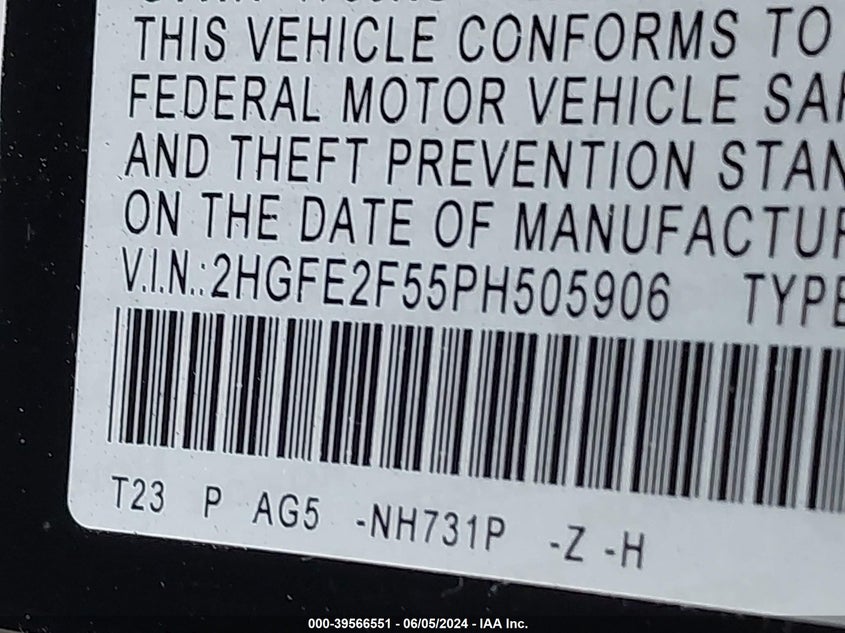 THIS VEHICLE CONFORMS TO
FEDERAL MOTOR VEHICLE
AND THEFT PREVENTION
ON THE DATE OF
V.I.N.:2HGFE2F55PH505906 TYPE
T23 P AG5 -NH731P -Z -H
000-39566551 - 06/05/2024 - IAA Inc.